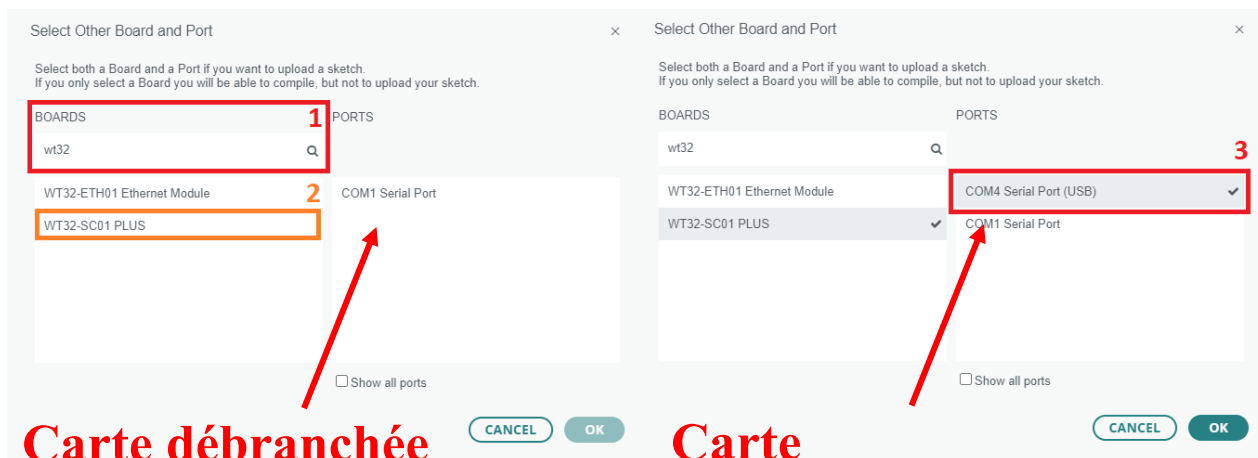 Select Other Board and Port
Select both a Board and a Port if you want to upload a sketch.
If you only select a Board you will be able to compile, but not to upload your sketch.
BOARDS 1 PORTS
wt32
WT32-ETH01 Ethernet Module 2 COM1 Serial Port
WT32-SC01 PLUS
Show all ports
CANCEL OK
Carte débranchée
Select Other Board and Port
Select both a Board and a Port if you want to upload a sketch.
If you only select a Board you will be able to compile, but not to upload your sketch.
BOARDS PORTS
wt32 3
WT32-ETH01 Ethernet Module COM4 Serial Port (USB)
WT32-SC01 PLUS COM1 Serial Port
Show all ports
CANCEL OK
Carte